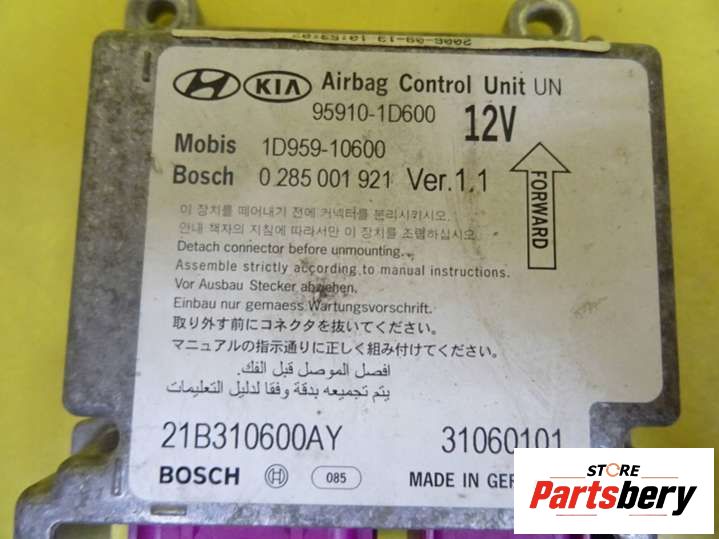 2006-09-13 10:53:02
KIA Airbag Control Unit UN
95910-1D600 12V
Mobis 1D959-10600
Bosch 0 285 001 921 Ver.1.1
FORWARD
이 장치를 떼어내기 전에 커넥터를 분리시키시오.
안내 책자의 지침에 따라서만 이 장치를 조립하시오.
Detach connector before unmounting.
Assemble strictly according to manual instructions.
Vor Ausbau Stecker abziehen.
Einbau nur gemaess Wartungsvorschrift.
取り外す前にコネクタを抜いてください。
マニュアルの指示通りに正しく組み付けてください。
افصل الموصل قبل الفك.
يتم تجميعه بدقة وفقا لدليل التعليمات.
21B310600AY 31060101
BOSCH 085 MADE IN GER
STORE
Partsbery